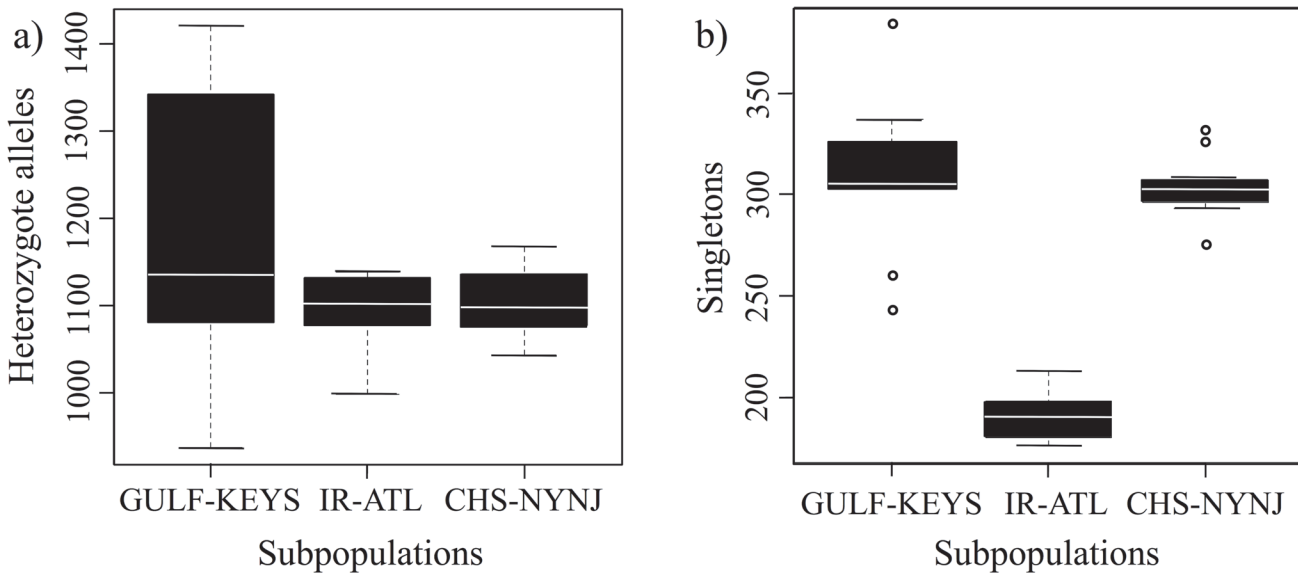 a)
Heterozygote alleles
1400
1300
1200
1100
1000
GULF-KEYS IR-ATL CHS-NYNJ
Subpopulations
b)
Singletons
350
300
250
200
GULF-KEYS IR-ATL CHS-NYNJ
Subpopulations